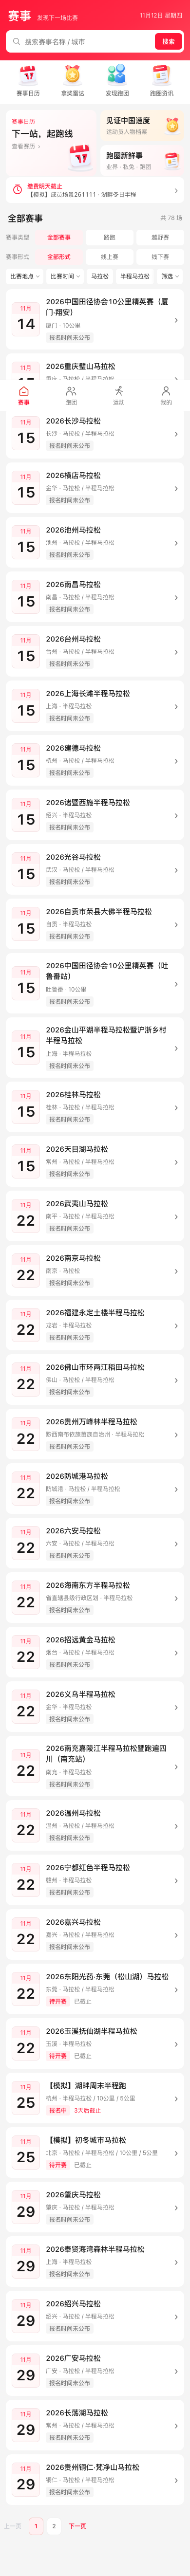 赛事 发现下一场比赛 11月12日 星期日
搜索赛事名称 / 城市 搜索
赛事日历 拿奖雷达 发现跑团 跑圈资讯
赛事日历
下一站，起跑线
查看赛历 ›
见证中国速度
运动员人物档案
跑圈新鲜事
业界 · 私塾 · 跑团
缴费明天截止
【模拟】成员场景261111 · 湖畔冬日半程
全部赛事 共 78 场
赛事类型 全部赛事 路跑 越野赛
赛事形式 全部形式 线上赛 线下赛
比赛地点 比赛时间 马拉松 半程马拉松 筛选
11月
14
2026中国田径协会10公里精英赛（厦门·翔安）
厦门 · 10公里
报名时间未公布
11月
2026重庆璧山马拉松
赛事 跑团 运动 我的
11月
15
2026长沙马拉松
长沙 · 马拉松 / 半程马拉松
报名时间未公布
11月
15
2026横店马拉松
金华 · 马拉松 / 半程马拉松
报名时间未公布
11月
15
2026池州马拉松
池州 · 马拉松 / 半程马拉松
报名时间未公布
11月
15
2026南昌马拉松
南昌 · 马拉松 / 半程马拉松
报名时间未公布
11月
15
2026台州马拉松
台州 · 马拉松 / 半程马拉松
报名时间未公布
11月
15
2026上海长滩半程马拉松
上海 · 半程马拉松
报名时间未公布
11月
15
2026建德马拉松
杭州 · 马拉松 / 半程马拉松
报名时间未公布
11月
15
2026诸暨西施半程马拉松
绍兴 · 半程马拉松
报名时间未公布
11月
15
2026光谷马拉松
武汉 · 马拉松 / 半程马拉松
报名时间未公布
11月
15
2026自贡市荣县大佛半程马拉松
自贡 · 半程马拉松
报名时间未公布
11月
15
2026中国田径协会10公里精英赛（吐鲁番站）
吐鲁番 · 10公里
报名时间未公布
11月
15
2026金山平湖半程马拉松暨沪浙乡村半程马拉松
上海 · 半程马拉松
报名时间未公布
11月
15
2026桂林马拉松
桂林 · 马拉松 / 半程马拉松
报名时间未公布
11月
15
2026天目湖马拉松
常州 · 马拉松 / 半程马拉松
报名时间未公布
11月
22
2026武夷山马拉松
南平 · 马拉松 / 半程马拉松
报名时间未公布
11月
22
2026南京马拉松
南京 · 马拉松
报名时间未公布
11月
22
2026福建永定土楼半程马拉松
龙岩 · 半程马拉松
报名时间未公布
11月
22
2026佛山市环两江稻田马拉松
佛山 · 马拉松 / 半程马拉松
报名时间未公布
11月
22
2026贵州万峰林半程马拉松
黔西南布依族苗族自治州 · 半程马拉松
报名时间未公布
11月
22
2026防城港马拉松
防城港 · 马拉松 / 半程马拉松
报名时间未公布
11月
22
2026六安马拉松
六安 · 马拉松 / 半程马拉松
报名时间未公布
11月
22
2026海南东方半程马拉松
省直辖县级行政区划 · 半程马拉松
报名时间未公布
11月
22
2026招远黄金马拉松
烟台 · 马拉松 / 半程马拉松
报名时间未公布
11月
22
2026义乌半程马拉松
金华 · 半程马拉松
报名时间未公布
11月
22
2026南充嘉陵江半程马拉松暨跑遍四川（南充站）
南充 · 半程马拉松
报名时间未公布
11月
22
2026温州马拉松
温州 · 马拉松 / 半程马拉松
报名时间未公布
11月
22
2026宁都红色半程马拉松
赣州 · 半程马拉松
报名时间未公布
11月
22
2026嘉兴马拉松
嘉兴 · 马拉松 / 半程马拉松
报名时间未公布
11月
22
2026东阳光药·东莞（松山湖）马拉松
东莞 · 马拉松 / 半程马拉松
待开赛 已截止
11月
22
2026玉溪抚仙湖半程马拉松
玉溪 · 半程马拉松
待开赛 已截止
11月
25
【模拟】湖畔周末半程跑
杭州 · 半程马拉松 / 10公里 / 5公里
报名中 3天后截止
11月
25
【模拟】初冬城市马拉松
北京 · 马拉松 / 半程马拉松 / 10公里 / 5公里
待开赛 已截止
11月
29
2026肇庆马拉松
肇庆 · 马拉松 / 半程马拉松
报名时间未公布
11月
29
2026奉贤海湾森林半程马拉松
上海 · 半程马拉松
报名时间未公布
11月
29
2026绍兴马拉松
绍兴 · 马拉松 / 半程马拉松
报名时间未公布
11月
29
2026广安马拉松
广安 · 马拉松 / 半程马拉松
报名时间未公布
11月
29
2026长荡湖马拉松
常州 · 马拉松 / 半程马拉松
报名时间未公布
11月
29
2026贵州铜仁·梵净山马拉松
铜仁 · 马拉松 / 半程马拉松
报名时间未公布
上一页 1 2 下一页